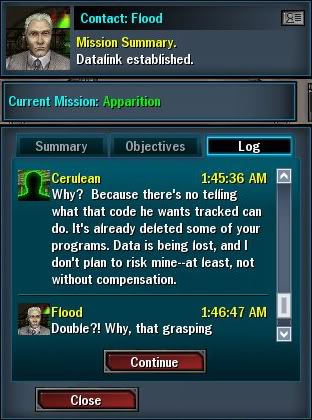 Contact: Flood
Mission Summary.
Datalink established.
Current Mission: Apparition
Summary Objectives Log
Cerulean 1:45:36 AM
Why?  Because there's no telling
what that code he wants tracked can
do. It's already deleted some of your
programs. Data is being lost, and I
don't plan to risk mine--at least, not
without compensation.
Flood 1:46:47 AM
Double?! Why, that grasping
Continue
Close